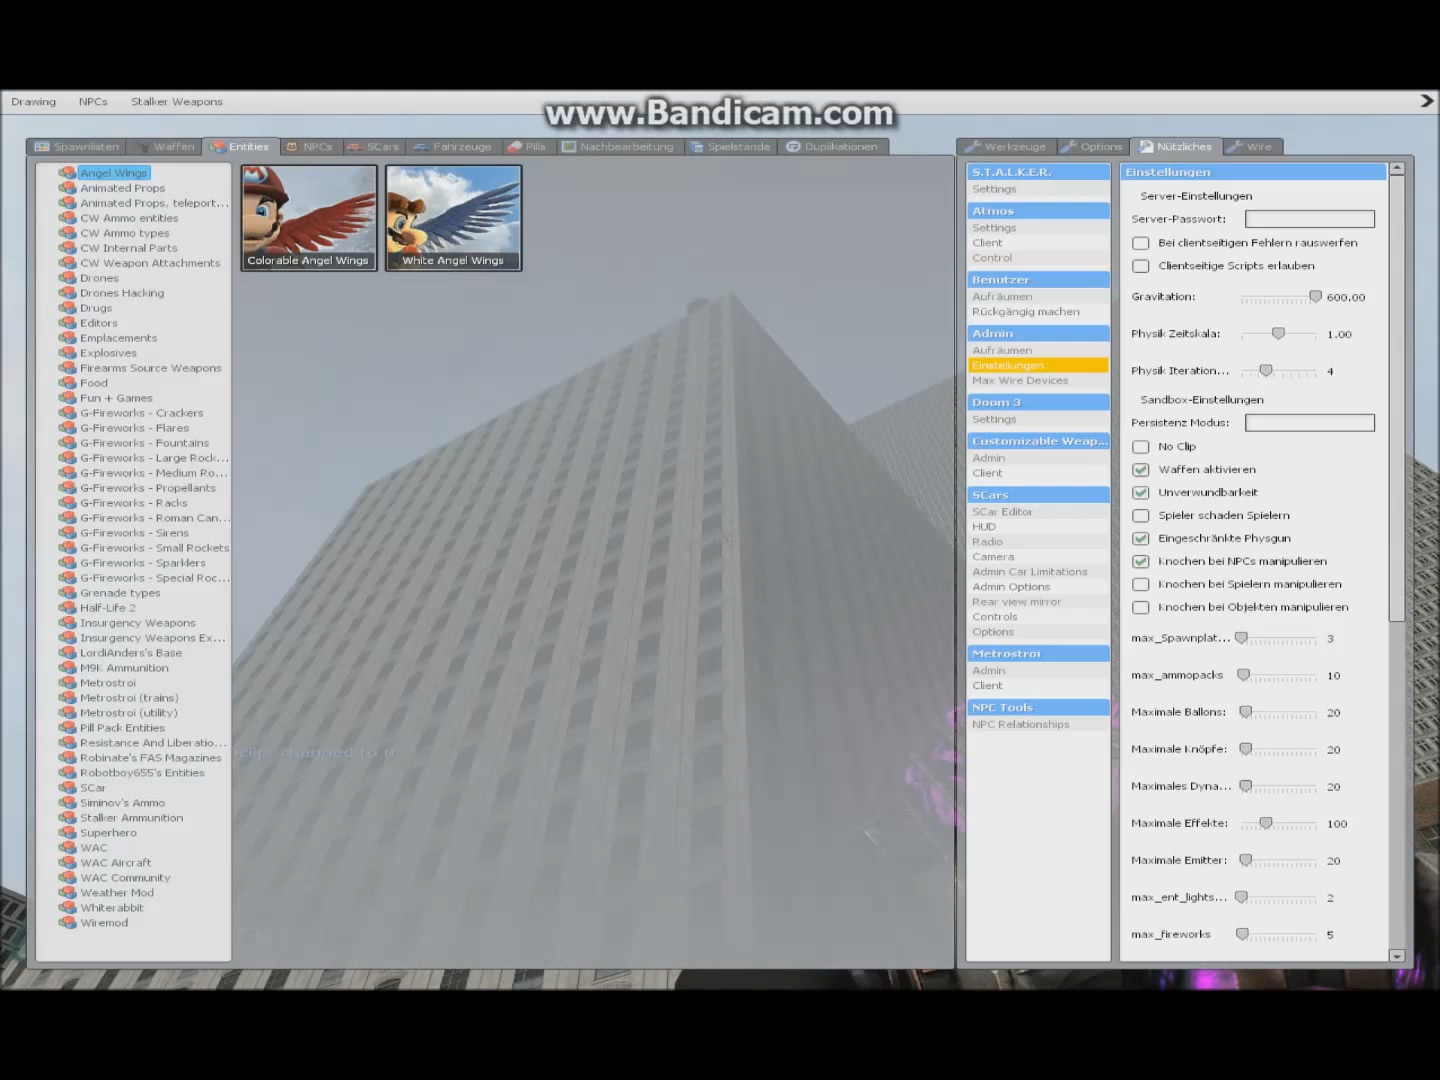 Drawing NPCs Stalker Weapons
www.Bandicam.com
Spawnlisten Waffen Entities NPCs SCars Fahrzeuge Pills Nachbearbeitung Spielstände Duplikationen
Werkzeuge Options Nützliches Wire
Angel Wings
Animated Props
Animated Props, teleport...
CW Ammo entities
CW Ammo types
CW Internal Parts
CW Weapon Attachments
Drones
Drones Hacking
Drugs
Editors
Emplacements
Explosives
Firearms Source Weapons
Food
Fun + Games
G-Fireworks - Crackers
G-Fireworks - Flares
G-Fireworks - Fountains
G-Fireworks - Large Rock...
G-Fireworks - Medium Ro...
G-Fireworks - Propellants
G-Fireworks - Racks
G-Fireworks - Roman Can...
G-Fireworks - Sirens
G-Fireworks - Small Rockets
G-Fireworks - Sparklers
G-Fireworks - Special Roc...
Grenade types
Half-Life 2
Insurgency Weapons
Insurgency Weapons Ex...
LordiAnders's Base
M9K Ammunition
Metrostroi
Metrostroi (trains)
Metrostroi (utility)
Pill Pack Entities
Resistance And Liberatio...
Robinate's FAS Magazines
Robotboy655's Entities
SCar
Siminov's Ammo
Stalker Ammunition
Superhero
WAC
WAC Aircraft
WAC Community
Weather Mod
Whiterabbit
Wiremod
Colorable Angel Wings
White Angel Wings
clip: changed to 0
S.T.A.L.K.E.R.
Settings
Atmos
Settings
Client
Control
Benutzer
Aufräumen
Rückgängig machen
Admin
Aufräumen
Einstellungen
Max Wire Devices
Doom 3
Settings
Customizable Weap...
Admin
Client
SCars
SCar Editor
HUD
Radio
Camera
Admin Car Limitations
Admin Options
Rear view mirror
Controls
Options
Metrostroi
Admin
Client
NPC Tools
NPC Relationships
Einstellungen
Server-Einstellungen
Server-Passwort:
Bei clientseitigen Fehlern rauswerfen
Clientseitige Scripts erlauben
Gravitation: 600.00
Physik Zeitskala: 1.00
Physik Iteration... 4
Sandbox-Einstellungen
Persistenz Modus:
No Clip
Waffen aktivieren
Unverwundbarkeit
Spieler schaden Spielern
Eingeschränkte Physgun
Knochen bei NPCs manipulieren
Knochen bei Spielern manipulieren
Knochen bei Objekten manipulieren
max_Spawnplat... 3
max_ammopacks 10
Maximale Ballons: 20
Maximale Knöpfe: 20
Maximales Dyna... 20
Maximale Effekte: 100
Maximale Emitter: 20
max_ent_lights... 2
max_fireworks 5